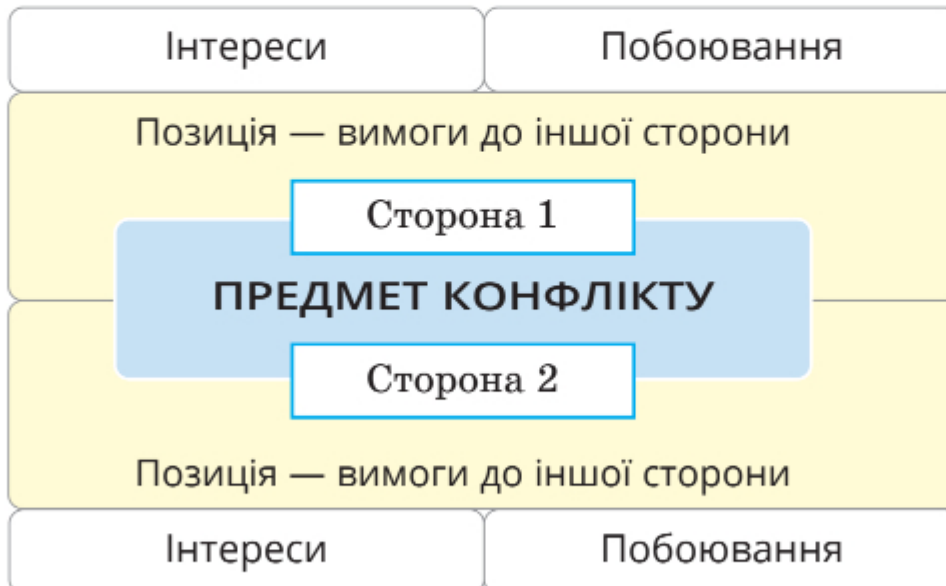 Інтереси
Побоювання
Позиція — вимоги до іншої сторони
Сторона 1
ПРЕДМЕТ КОНФЛІКТУ
Сторона 2
Позиція — вимоги до іншої сторони
Інтереси
Побоювання